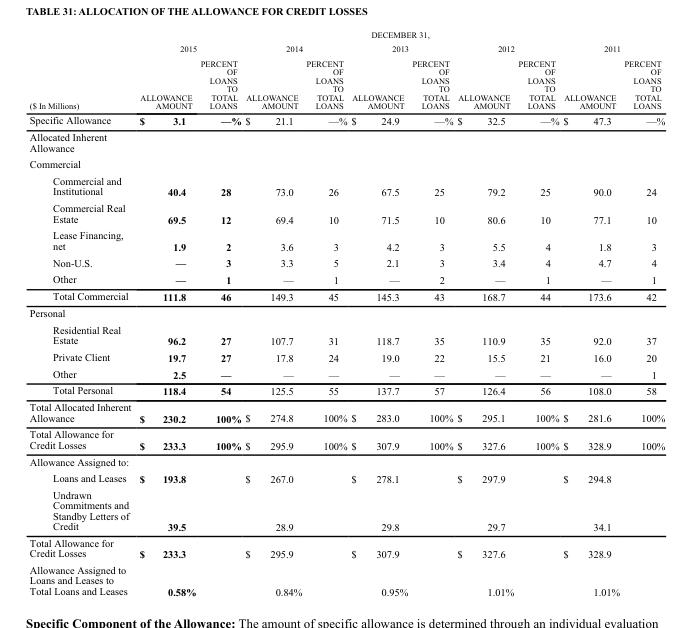 TABLE 31: ALLOCATION OF THE ALLOWANCE FOR CREDIT LOSSES
DECEMBER 31,
2015 2014 2013 2012 2011
($ In Millions) ALLOWANCE AMOUNT PERCENT OF LOANS TO TOTAL LOANS ALLOWANCE AMOUNT PERCENT OF LOANS TO TOTAL LOANS ALLOWANCE AMOUNT PERCENT OF LOANS TO TOTAL LOANS ALLOWANCE AMOUNT PERCENT OF LOANS TO TOTAL LOANS ALLOWANCE AMOUNT PERCENT OF LOANS TO TOTAL LOANS
Specific Allowance $ 3.1 —% $ 21.1 —% $ 24.9 —% $ 32.5 —% $ 47.3 —%
Allocated Inherent
Allowance
Commercial
Commercial and
Institutional 40.4 28 73.0 26 67.5 25 79.2 25 90.0 24
Commercial Real
Estate 69.5 12 69.4 10 71.5 10 80.6 10 77.1 10
Lease Financing,
net 1.9 2 3.6 3 4.2 3 5.5 4 1.8 3
Non-U.S. — 3 3.3 5 2.1 3 3.4 4 4.7 4
Other — 1 — 1 — 2 — 1 — 1
Total Commercial 111.8 46 149.3 45 145.3 43 168.7 44 173.6 42
Personal
Residential Real
Estate 96.2 27 107.7 31 118.7 35 110.9 35 92.0 37
Private Client 19.7 27 17.8 24 19.0 22 15.5 21 16.0 20
Other 2.5 — — — — — — — — 1
Total Personal 118.4 54 125.5 55 137.7 57 126.4 56 108.0 58
Total Allocated Inherent
Allowance $ 230.2 100% $ 274.8 100% $ 283.0 100% $ 295.1 100% $ 281.6 100%
Total Allowance for
Credit Losses $ 233.3 100% $ 295.9 100% $ 307.9 100% $ 327.6 100% $ 328.9 100%
Allowance Assigned to:
Loans and Leases $ 193.8 $ 267.0 $ 278.1 $ 297.9 $ 294.8
Undrawn
Commitments and
Standby Letters of
Credit 39.5 28.9 29.8 29.7 34.1
Total Allowance for
Credit Losses $ 233.3 $ 295.9 $ 307.9 $ 327.6 $ 328.9
Allowance Assigned to
Loans and Leases to
Total Loans and Leases 0.58% 0.84% 0.95% 1.01% 1.01%
Specific Component of the Allowance: The amount of specific allowance is determined through an individual evaluation